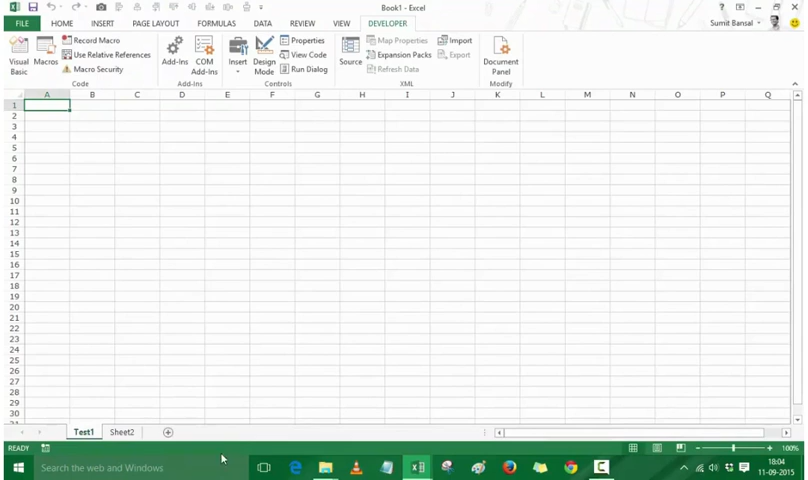 Book1 - Excel
FILE HOME INSERT PAGE LAYOUT FORMULAS DATA REVIEW VIEW DEVELOPER Sumit Bansal
Visual Basic
Macros
Record Macro
Use Relative References
Macro Security
Code
Add-Ins
COM Add-Ins
Add-Ins
Insert
Design Mode
Properties
View Code
Run Dialog
Controls
Source
Map Properties
Expansion Packs
Refresh Data
Import
Export
XML
Document Panel
Modify
A B C D E F G H I J K L M N O P Q
1
2
3
4
5
6
7
8
9
10
11
12
13
14
15
16
17
18
19
20
21
22
23
24
25
26
27
28
29
30
Test1 Sheet2
READY 100%
Search the web and Windows
18:04
11-09-2015